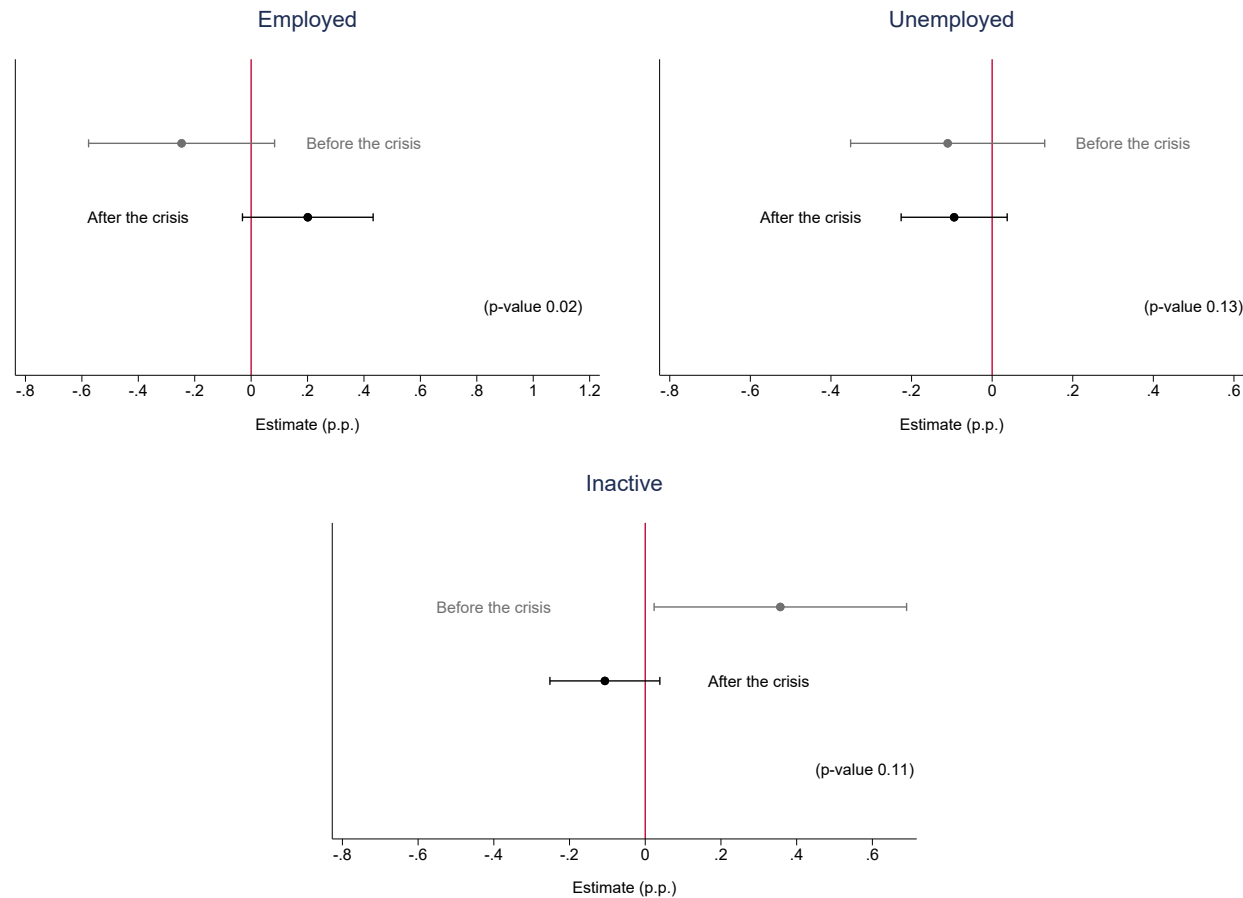 Employed
Before the crisis
After the crisis
(p-value 0.02)
-.8 -.6 -.4 -.2 0 .2 .4 .6 .8 1 1.2
Estimate (p.p.)
Unemployed
Before the crisis
After the crisis
(p-value 0.13)
-.8 -.6 -.4 -.2 0 .2 .4 .6
Estimate (p.p.)
Inactive
Before the crisis
After the crisis
(p-value 0.11)
-.8 -.6 -.4 -.2 0 .2 .4 .6
Estimate (p.p.)